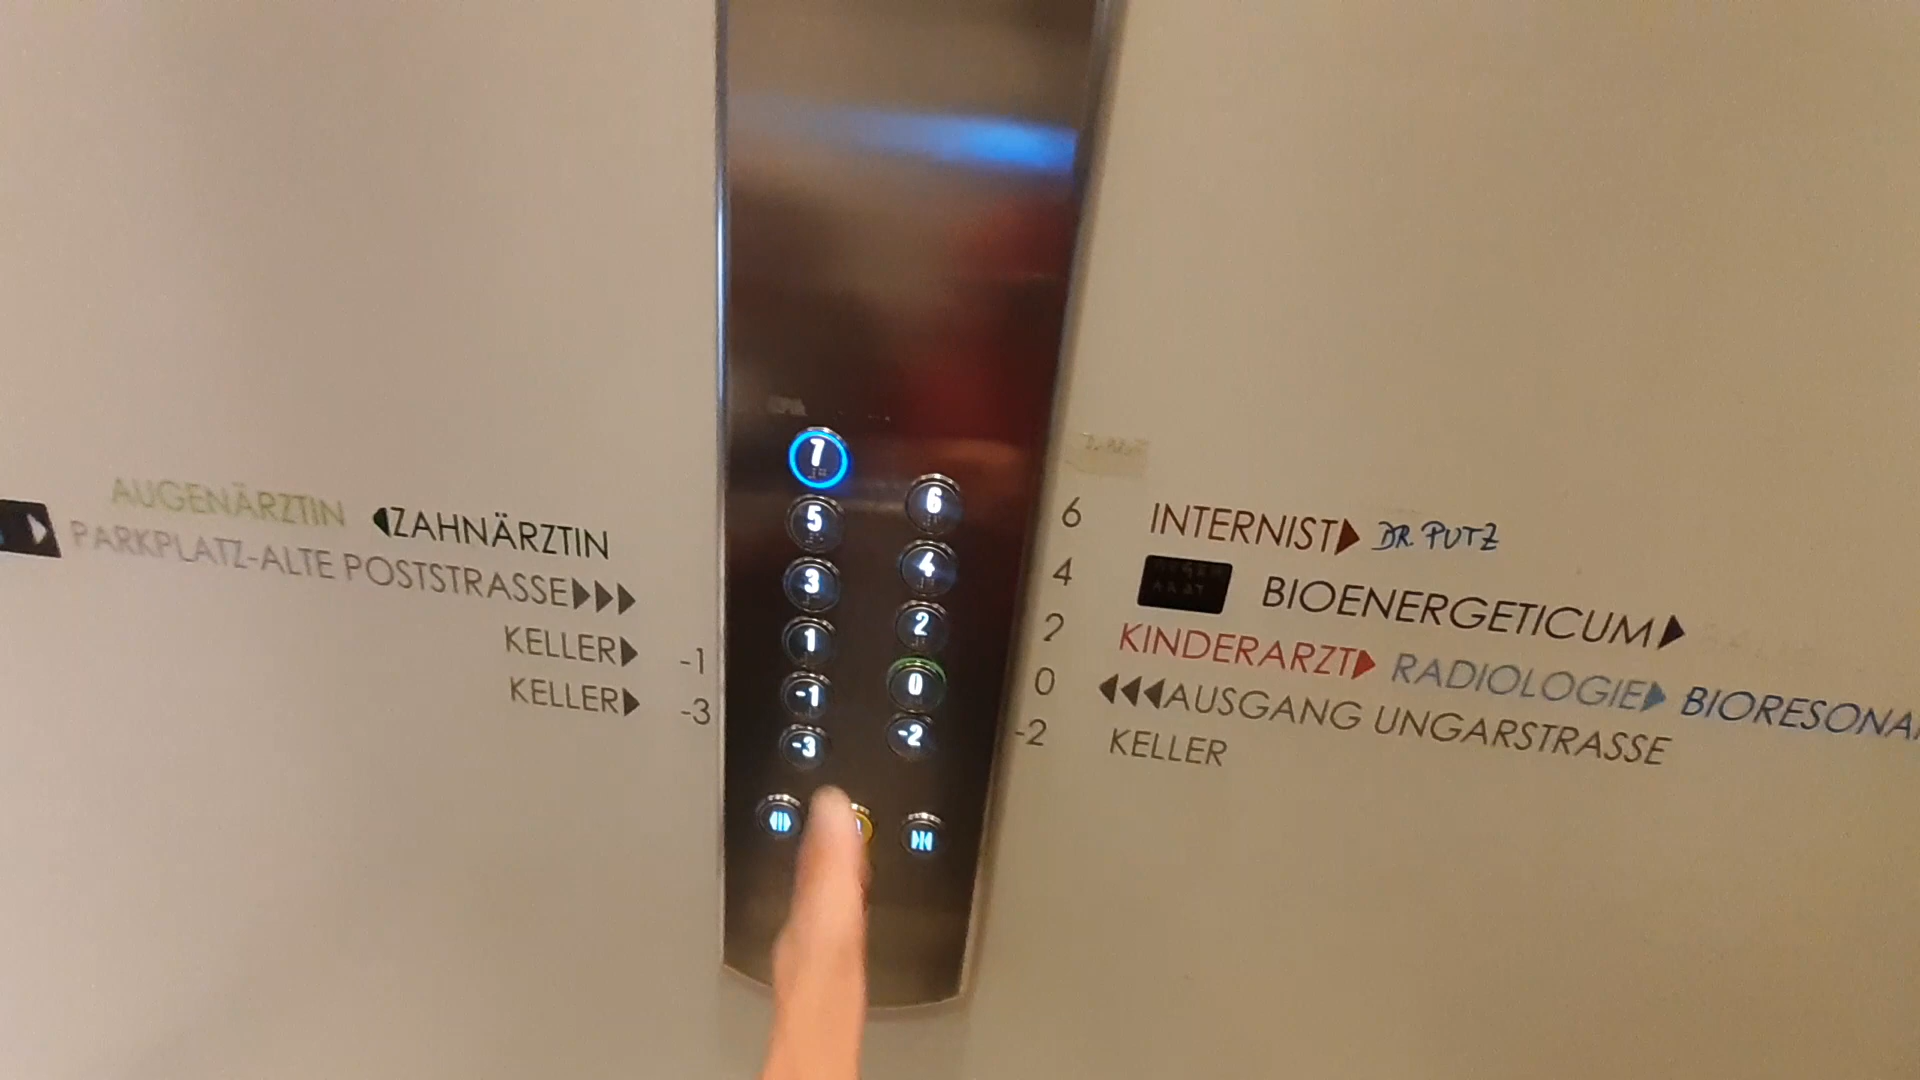 AUGENÄRZTIN ◀ZAHNÄRZTIN
PARKPLATZ-ALTE POSTSTRASSE▶▶▶
KELLER▶ -1
KELLER▶ -3
7
5
3
1
-1
-3
6
4
2
0
-2
6 INTERNIST▶ DR. PUTZ
4 BIOENERGETICUM▶
2 KINDERARZT▶ RADIOLOGIE▶
0 ◀◀◀AUSGANG UNGARSTRASSE
-2 KELLER